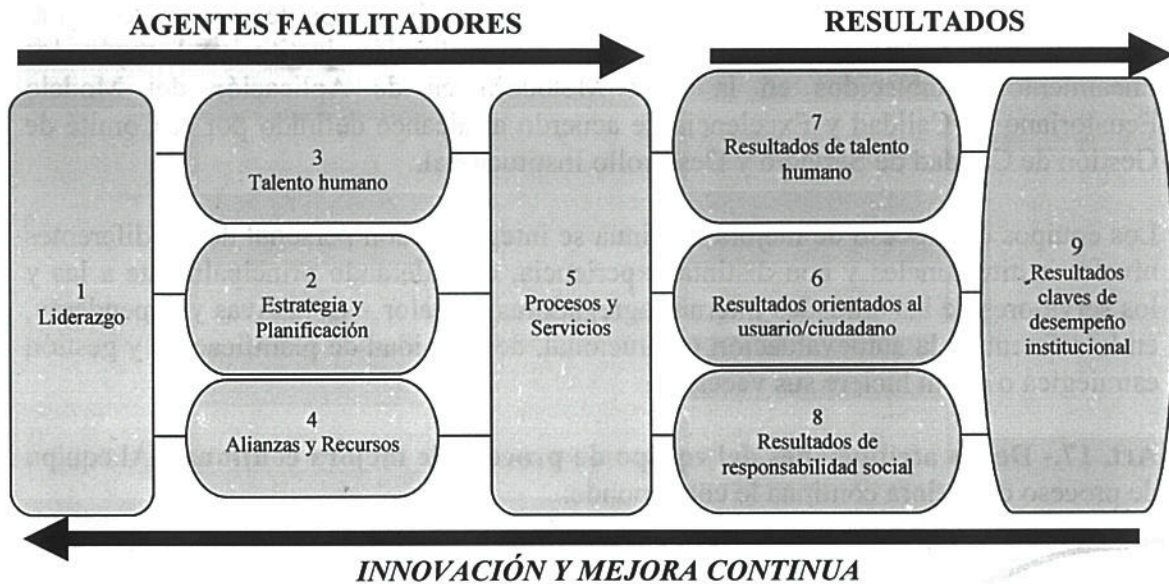 AGENTES FACILITADORES
RESULTADOS
1
Liderazgo
3
Talento humano
2
Estrategia y
Planificación
4
Alianzas y Recursos
5
Procesos y
Servicios
7
Resultados de talento
humano
6
Resultados orientados al
usuario/ciudadano
8
Resultados de
responsabilidad social
9
Resultados
claves de
desempeño
institucional
INNOVACIÓN Y MEJORA CONTINUA